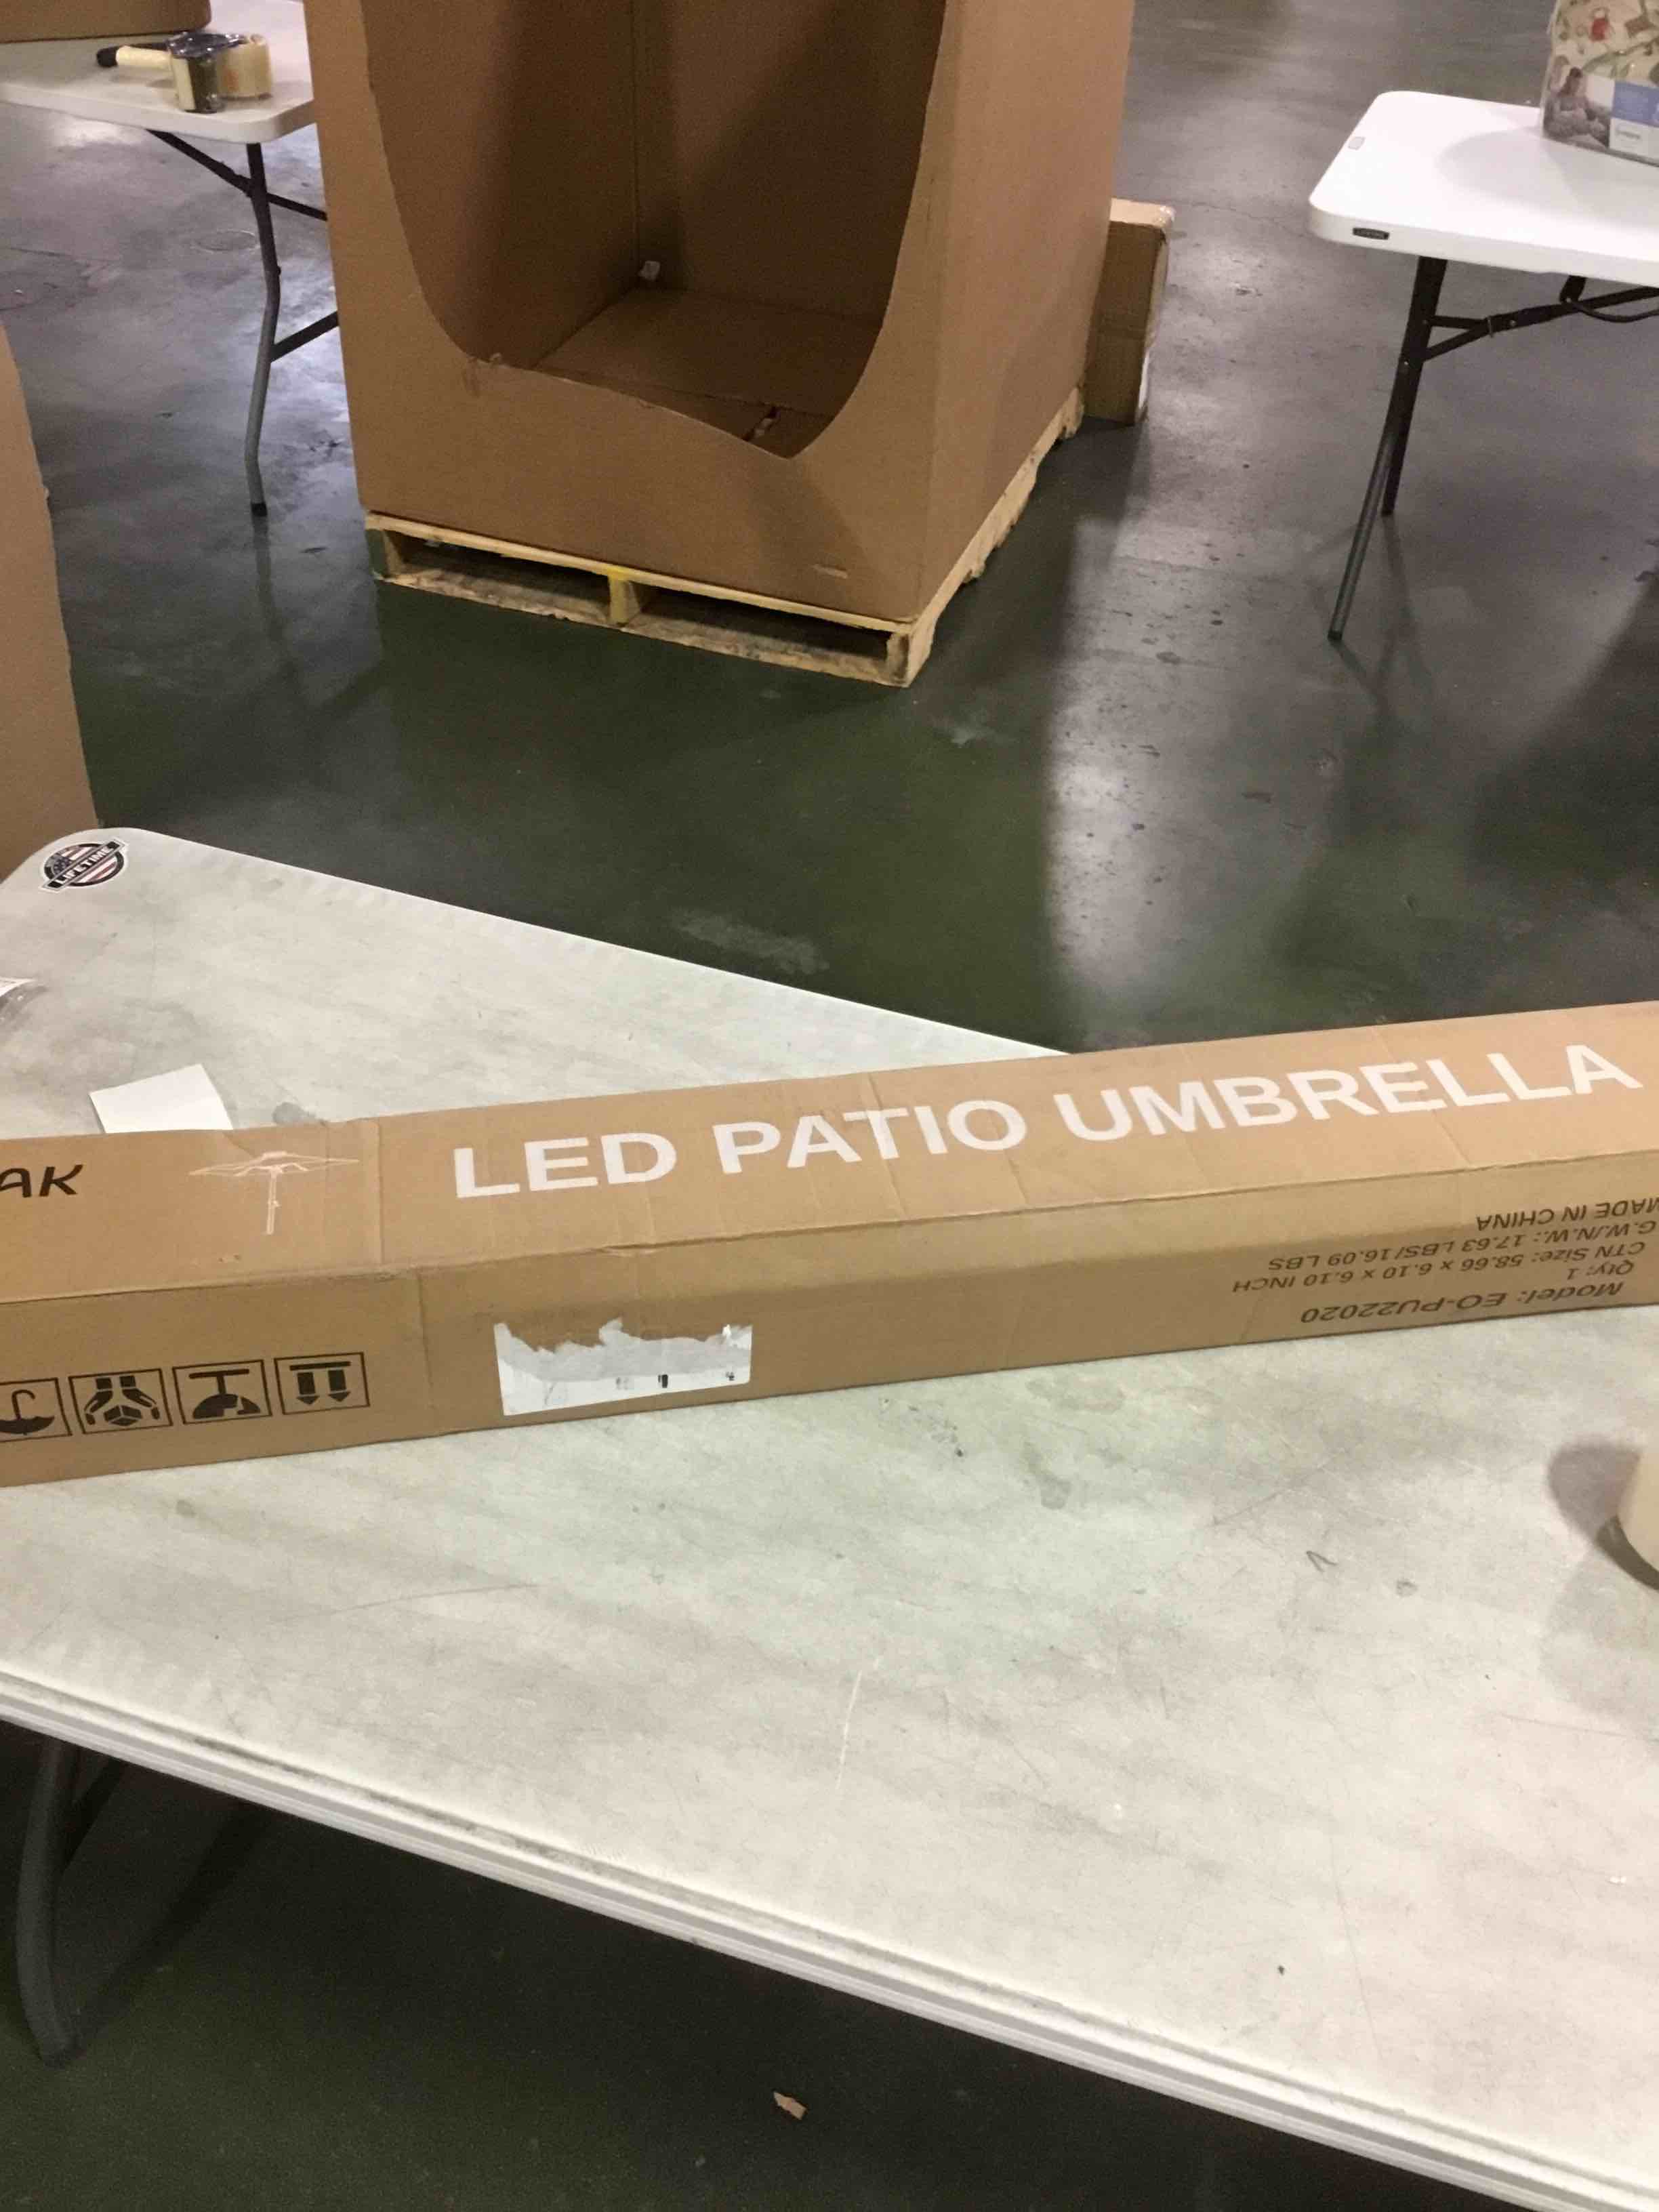 LIFETIME
AK
LED PATIO UMBRELLA
Model: EO-PU22020
Qty: 1
CTN Size: 58.66 x 6.10 x 6.10 INCH
G.W./N.W.: 17.63 LBS/16.09 LBS
MADE IN CHINA